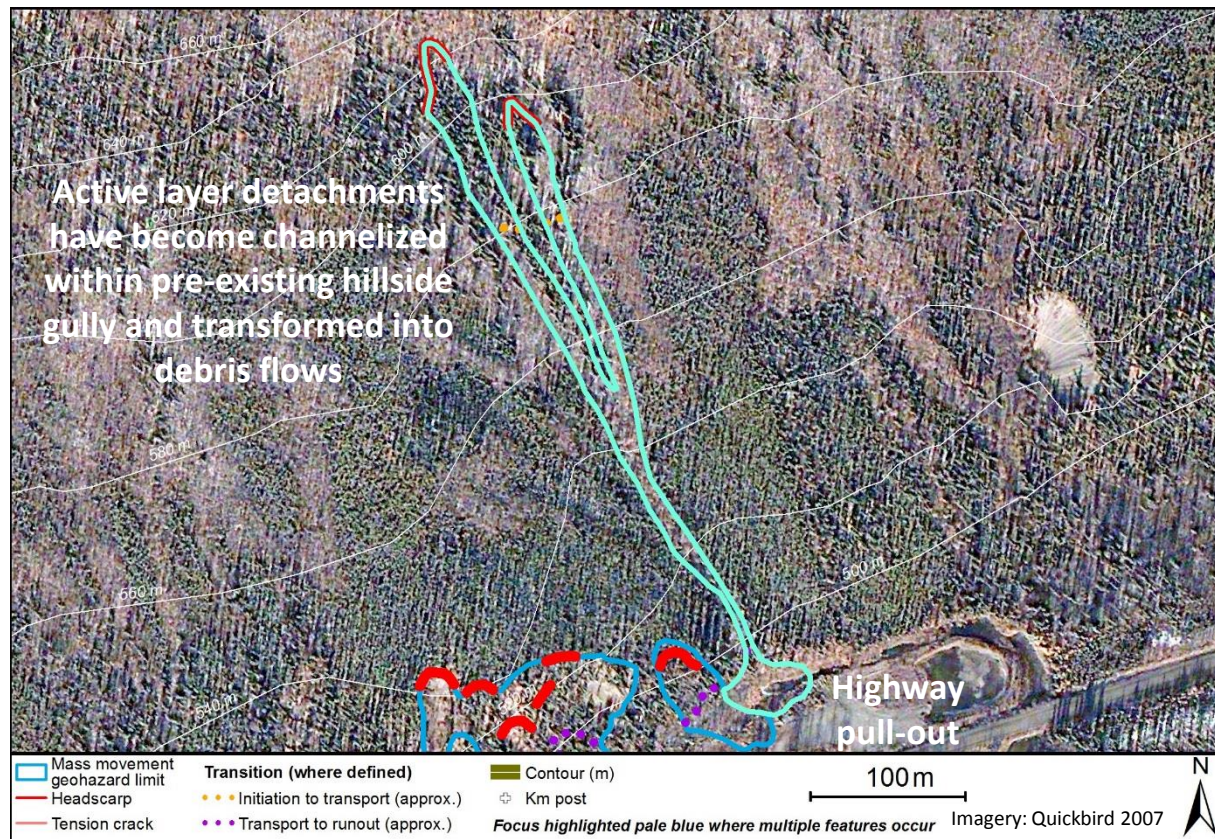 660 m
640 m
600 m
620 m
Active layer detachments
have become channelized
within pre-existing hillside
gully and transformed into
debris flows
580 m
560 m
500 m
540 m
Highway
pull-out
Mass movement
geohazard limit
Headscarp
Tension crack
Transition (where defined)
Initiation to transport (approx.)
Transport to runout (approx.)
Contour (m)
Km post
Focus highlighted pale blue where multiple features occur
100 m
Imagery: Quickbird 2007
N